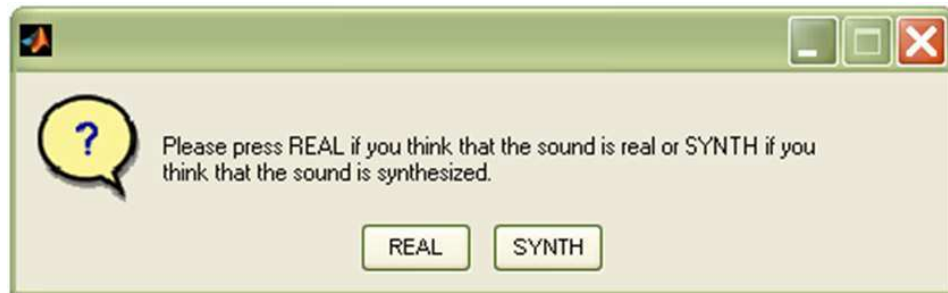 ?
Please press REAL if you think that the sound is real or SYNTH if you
think that the sound is synthesized.
REAL SYNTH